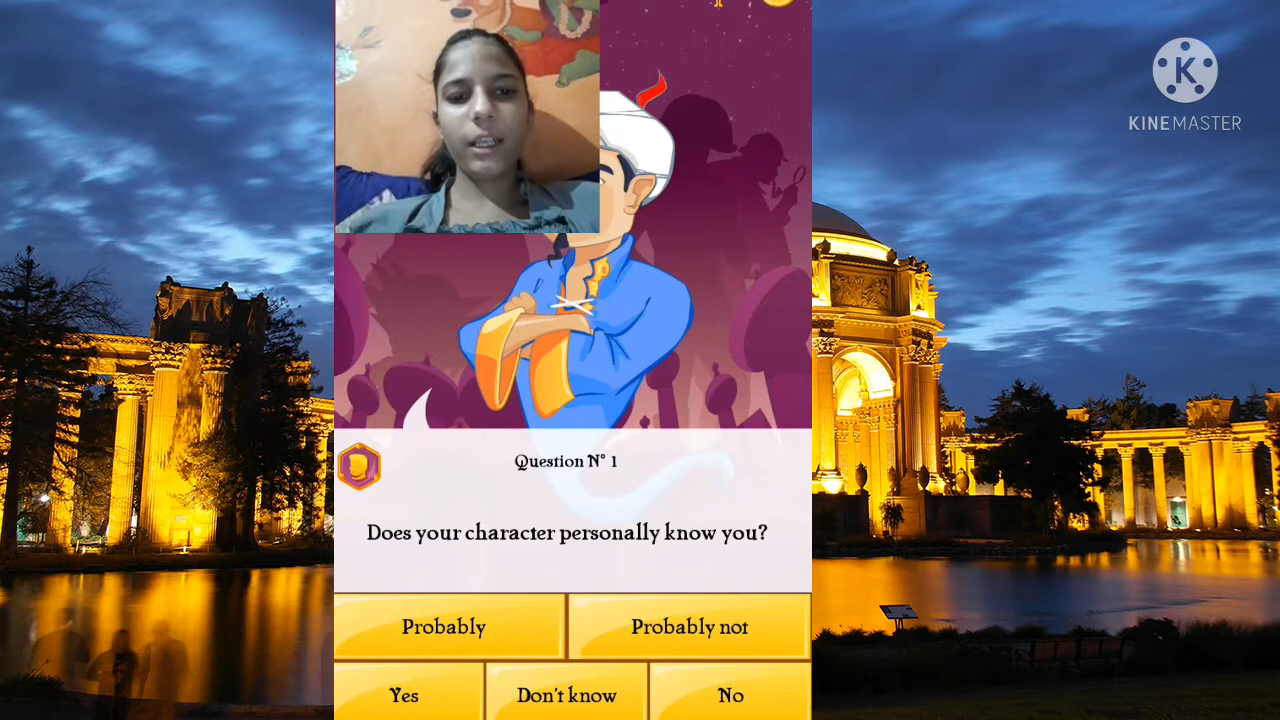 KINEMASTER
Question N° 1
Does your character personally know you?
Probably
Probably not
Yes
Don't know
No